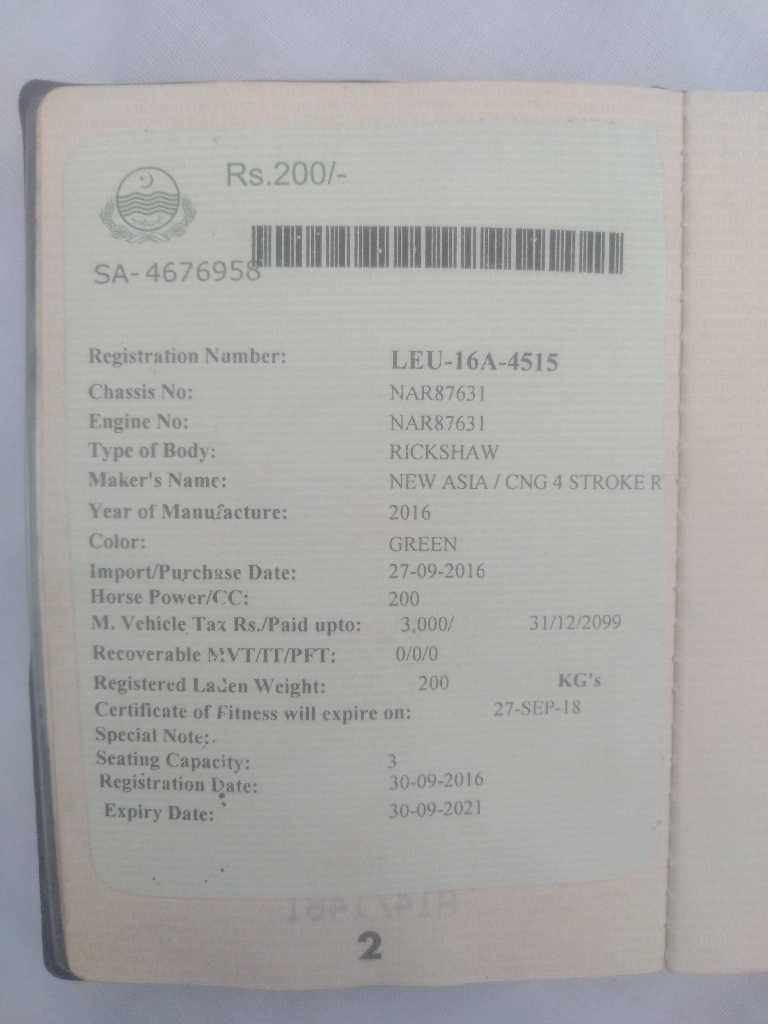 Rs.200/-
SA- 4676958
Registration Number: LEU-16A-4515
Chassis No: NAR87631
Engine No: NAR87631
Type of Body: RICKSHAW
Maker's Name: NEW ASIA / CNG 4 STROKE R
Year of Manufacture: 2016
Color: GREEN
Import/Purchase Date: 27-09-2016
Horse Power/CC: 200
M. Vehicle Tax Rs./Paid upto: 3,000/ 31/12/2099
Recoverable MVT/IT/PFT: 0/0/0
Registered Laden Weight: 200 KG's
Certificate of Fitness will expire on: 27-SEP-18
Special Note:
Seating Capacity: 3
Registration Date: 30-09-2016
Expiry Date: 30-09-2021
2